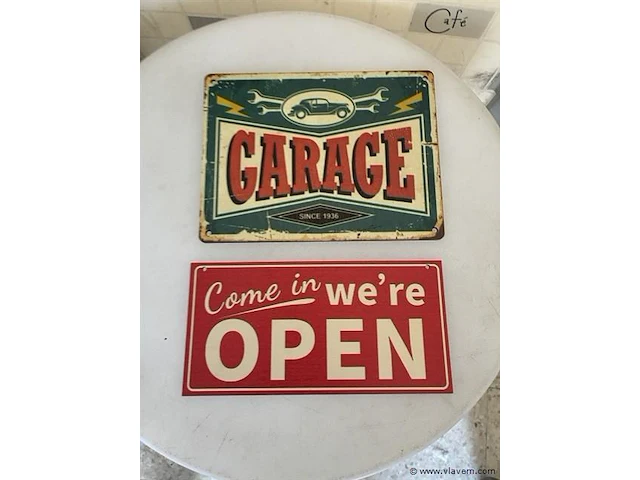 Café
GARAGE
SINCE 1936
Come in we're
OPEN
© www.vlavem.com